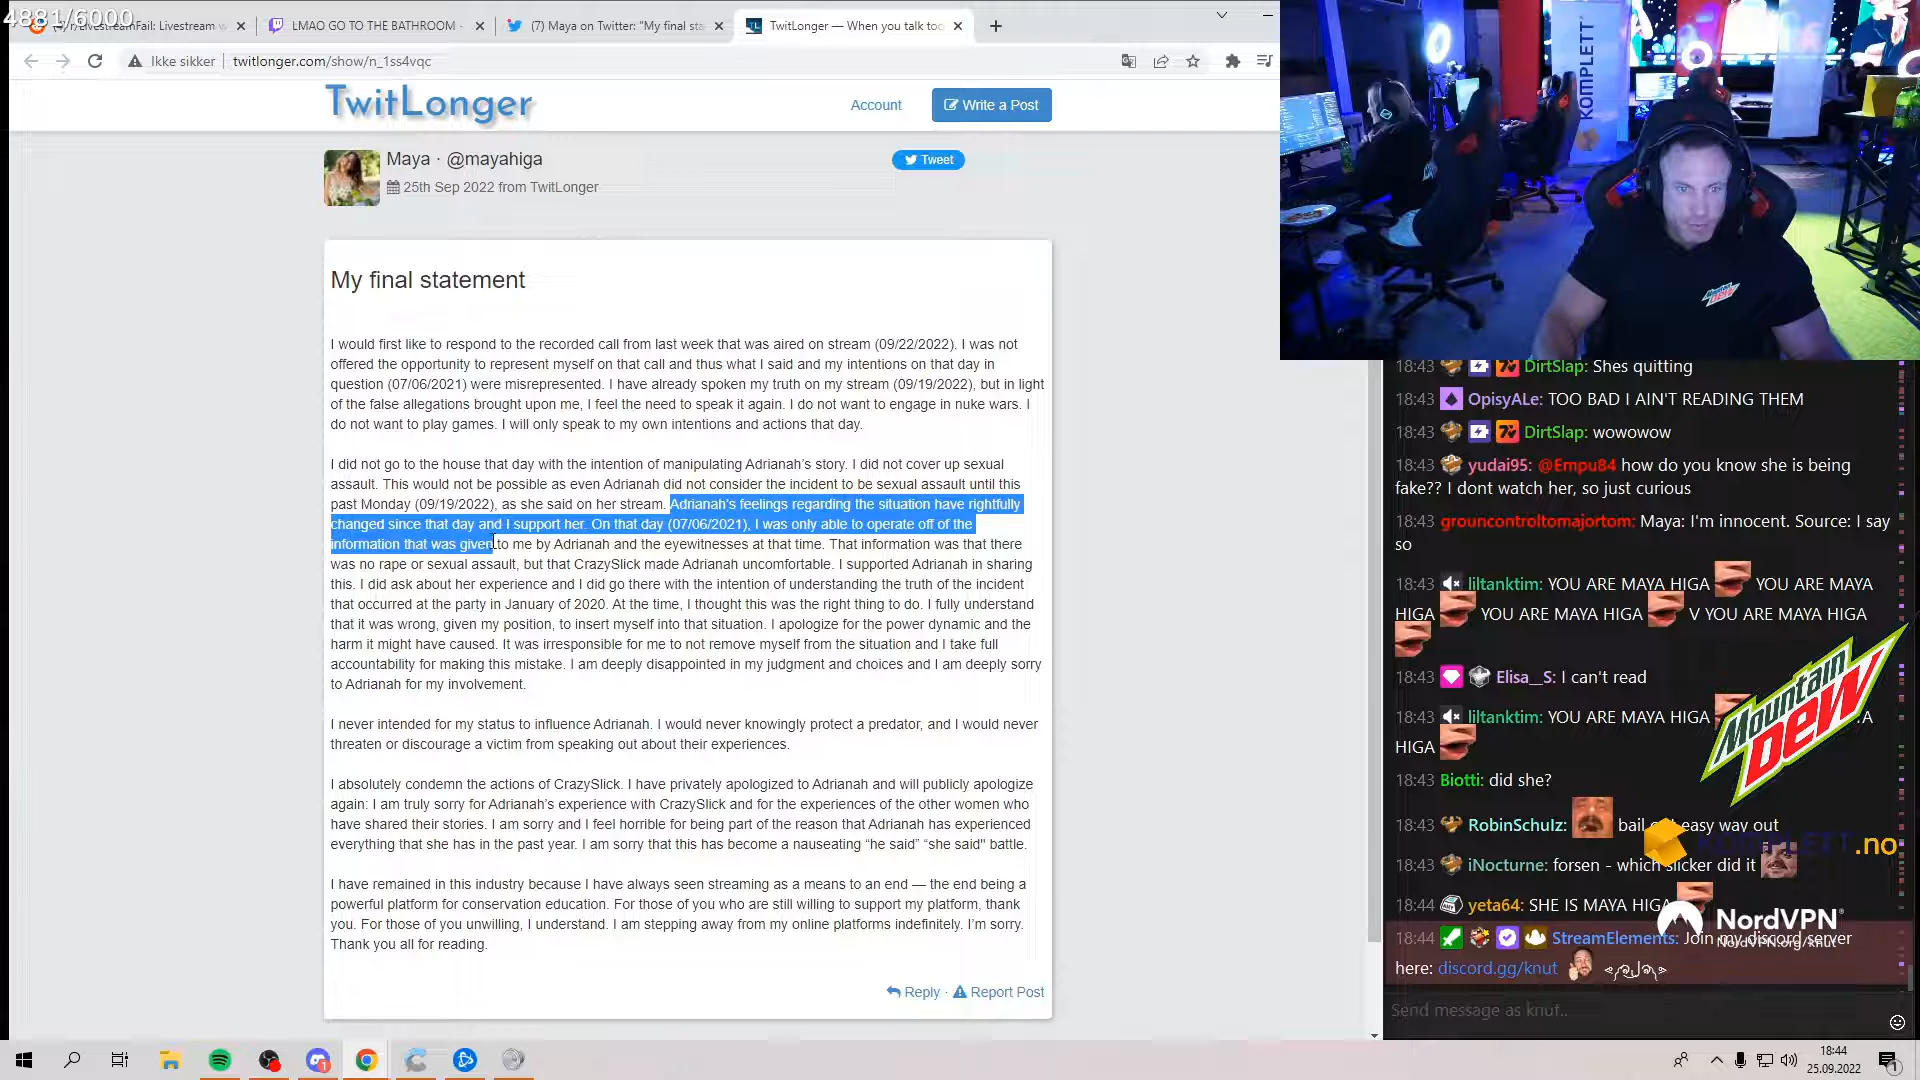 4881/6000
r/LivestreamFail: Livestream w
LMAO GO TO THE BATHROOM -
(7) Maya on Twitter: "My final sta
TwitLonger — When you talk too
Ikke sikker
twitlonger.com/show/n_1ss4vqc
TwitLonger
Account
Write a Post
Maya · @mayahiga
Tweet
25th Sep 2022 from TwitLonger
My final statement
I would first like to respond to the recorded call from last week that was aired on stream (09/22/2022). I was not
offered the opportunity to represent myself on that call and thus what I said and my intentions on that day in
question (07/06/2021) were misrepresented. I have already spoken my truth on my stream (09/19/2022), but in light
of the false allegations brought upon me, I feel the need to speak it again. I do not want to engage in nuke wars. I
do not want to play games. I will only speak to my own intentions and actions that day.
I did not go to the house that day with the intention of manipulating Adrianah's story. I did not cover up sexual
assault. This would not be possible as even Adrianah did not consider the incident to be sexual assault until this
past Monday (09/19/2022), as she said on her stream. Adrianah's feelings regarding the situation have rightfully
changed since that day and I support her. On that day (07/06/2021), I was only able to operate off of the
information that was given to me by Adrianah and the eyewitnesses at that time. That information was that there
was no rape or sexual assault, but that CrazySlick made Adrianah uncomfortable. I supported Adrianah in sharing
this. I did ask about her experience and I did go there with the intention of understanding the truth of the incident
that occurred at the party in January of 2020. At the time, I thought this was the right thing to do. I fully understand
that it was wrong, given my position, to insert myself into that situation. I apologize for the power dynamic and the
harm it might have caused. It was irresponsible for me to not remove myself from the situation and I take full
accountability for making this mistake. I am deeply disappointed in my judgment and choices and I am deeply sorry
to Adrianah for my involvement.
I never intended for my status to influence Adrianah. I would never knowingly protect a predator, and I would never
threaten or discourage a victim from speaking out about their experiences.
I absolutely condemn the actions of CrazySlick. I have privately apologized to Adrianah and will publicly apologize
again: I am truly sorry for Adrianah's experience with CrazySlick and for the experiences of the other women who
have shared their stories. I am sorry and I feel horrible for being part of the reason that Adrianah has experienced
everything that she has in the past year. I am sorry that this has become a nauseating “he said” “she said" battle.
I have remained in this industry because I have always seen streaming as a means to an end — the end being a
powerful platform for conservation education. For those of you who are still willing to support my platform, thank
you. For those of you unwilling, I understand. I am stepping away from my online platforms indefinitely. I'm sorry.
Thank you all for reading.
Reply · Report Post
KOMPLETT
Mountain Dew
18:43 DirtSlap: Shes quitting
18:43 OpisyALe: TOO BAD I AIN'T READING THEM
18:43 DirtSlap: wowowow
18:43 yudai95: @Empu84 how do you know she is being
fake?? I dont watch her, so just curious
18:43 grouncontroltomajortom: Maya: I'm innocent. Source: I say
so
18:43 liltanktim: YOU ARE MAYA HIGA YOU ARE MAYA
HIGA YOU ARE MAYA HIGA V YOU ARE MAYA HIGA
18:43 Elisa__S: I can't read
18:43 liltanktim: YOU ARE MAYA HIGA A
HIGA
Mountain
DEW
18:43 Biotti: did she?
18:43 RobinSchulz: bail easy way out
KOMPLETT.no
18:43 iNocturne: forsen - which slicker did it
18:44 yeta64: SHE IS MAYA HIGA
NordVPN
NordVPN.org/knut
18:44 StreamElements: Join my discord server
here: discord.gg/knut
Send message as knut..
18:44
25.09.2022